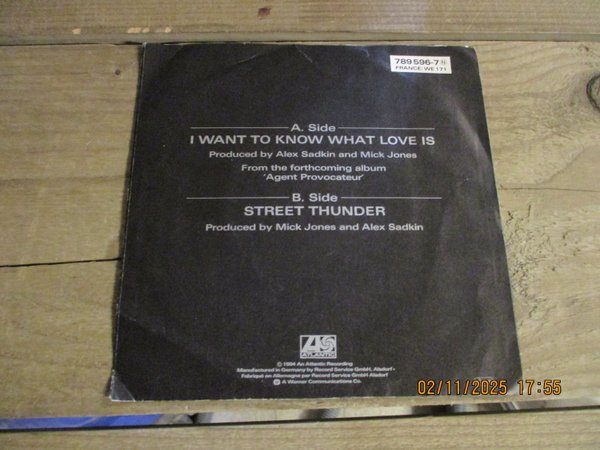 789 596-7 N
FRANCE: WE.171
A. Side
I WANT TO KNOW WHAT LOVE IS
Produced by Alex Sadkin and Mick Jones
From the forthcoming album
'Agent Provocateur'
B. Side
STREET THUNDER
Produced by Mick Jones and Alex Sadkin
ATLANTIC
© 1984 An Atlantic Recording
Manufactured in Germany by Record Service GmbH, Alsdorf •
Fabriqué en Allemagne par Record Service GmbH Alsdorf
A Warner Communications Co.
02/11/2025 17:55